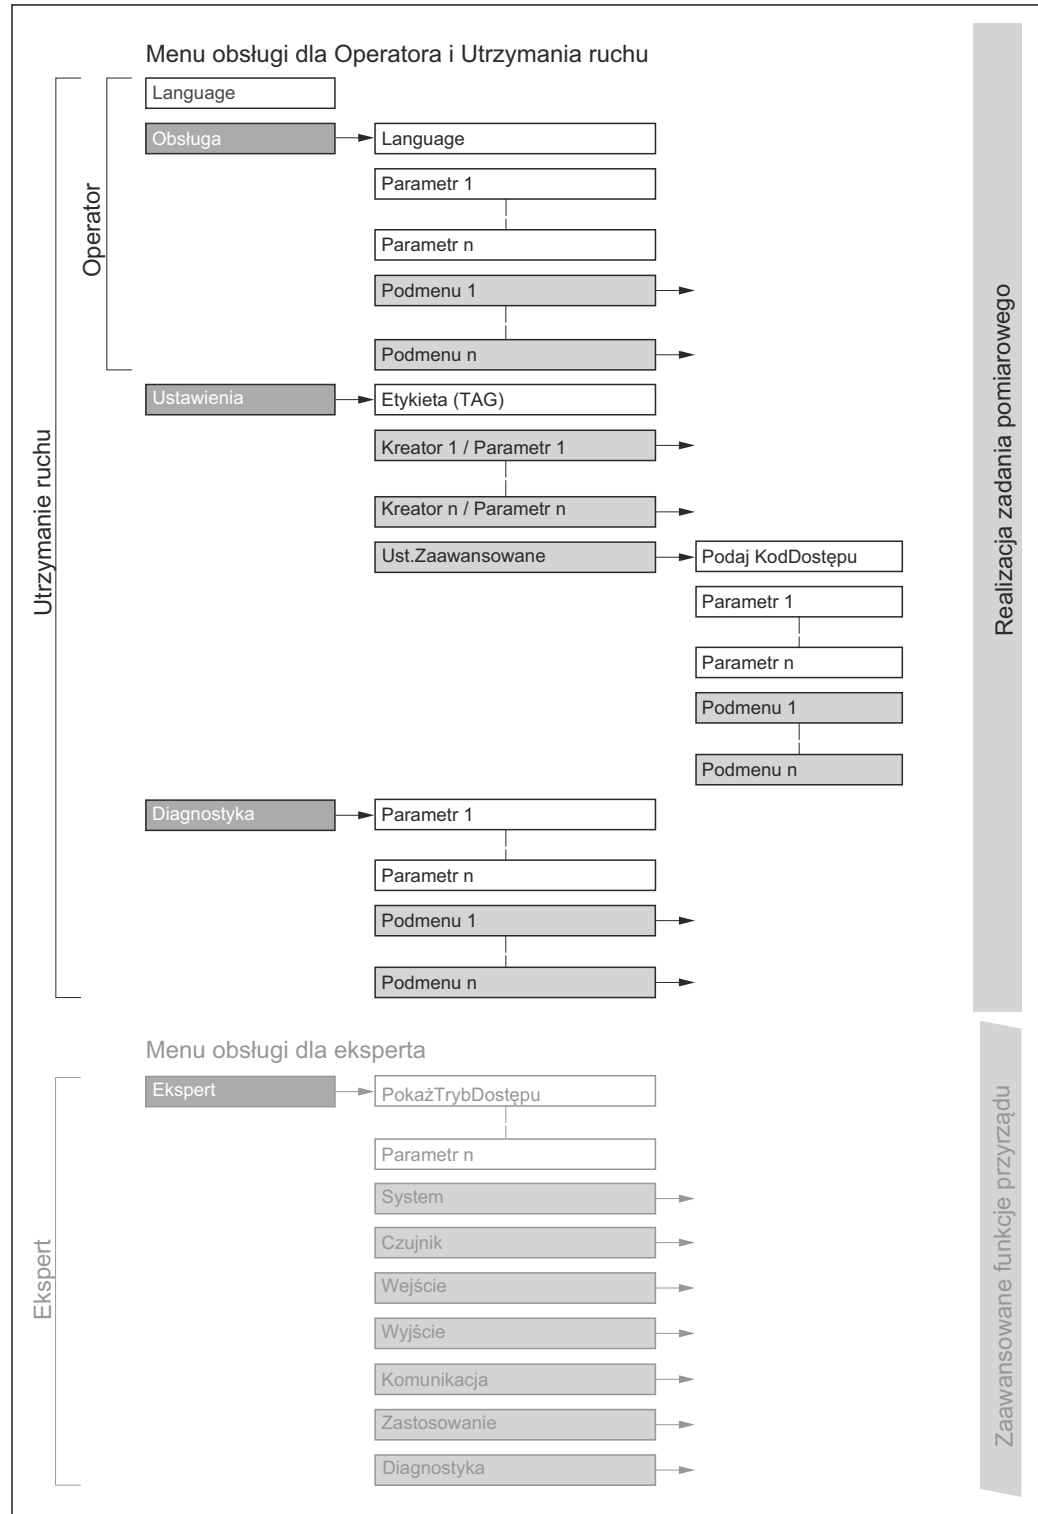 Menu obsługi dla Operatora i Utrzymania ruchu
Language
Obsługa
Language
Parametr 1
Parametr n
Podmenu 1
Podmenu n
Operator
Ustawienia
Etykieta (TAG)
Kreator 1 / Parametr 1
Kreator n / Parametr n
Ust.Zaawansowane
Podaj KodDostępu
Parametr 1
Parametr n
Podmenu 1
Podmenu n
Utrzymanie ruchu
Diagnostyka
Parametr 1
Parametr n
Podmenu 1
Podmenu n
Realizacja zadania pomiarowego
Menu obsługi dla eksperta
Ekspert
PokażTrybDostępu
Parametr n
System
Czujnik
Wejście
Wyjście
Komunikacja
Zastosowanie
Diagnostyka
Ekspert
Zaawansowane funkcje przyrządu